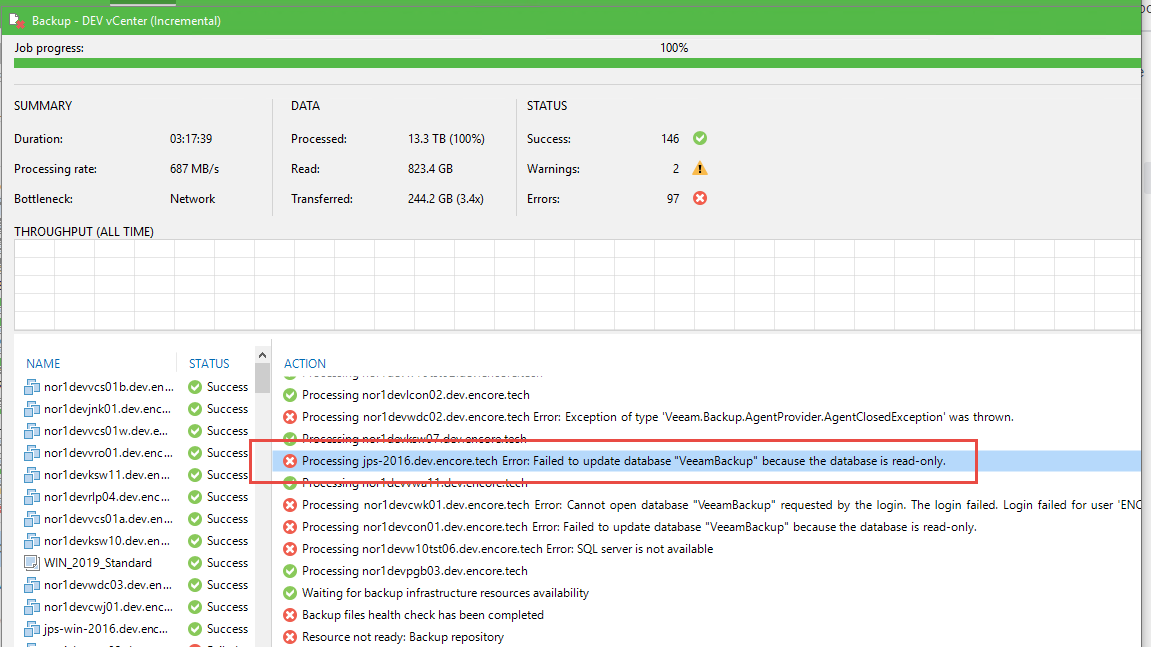 Backup - DEV vCenter (Incremental)
Job progress: 100%
SUMMARY
Duration: 03:17:39
Processing rate: 687 MB/s
Bottleneck: Network
DATA
Processed: 13.3 TB (100%)
Read: 823.4 GB
Transferred: 244.2 GB (3.4x)
STATUS
Success: 146
Warnings: 2
Errors: 97
THROUGHPUT (ALL TIME)
NAME STATUS
nor1devvcs01b.dev.en... Success
nor1devjnk01.dev.enc... Success
nor1devvcs01w.dev.e... Success
nor1devvro01.dev.enc... Success
nor1devksw11.dev.en... Success
nor1devrlp04.dev.enc... Success
nor1devvcs01a.dev.en... Success
nor1devksw10.dev.en... Success
WIN_2019_Standard Success
nor1devwdc03.dev.en... Success
nor1devcwj01.dev.enc... Success
jps-win-2016.dev.enc... Success
ACTION
Processing nor1devlcon02.dev.encore.tech
Processing nor1devwdc02.dev.encore.tech Error: Exception of type 'Veeam.Backup.AgentProvider.AgentClosedException' was thrown.
Processing nor1devksw07.dev.encore.tech
Processing jps-2016.dev.encore.tech Error: Failed to update database "VeeamBackup" because the database is read-only.
Processing nor1devvwa11.dev.encore.tech
Processing nor1devcwk01.dev.encore.tech Error: Cannot open database "VeeamBackup" requested by the login. The login failed. Login failed for user 'ENC
Processing nor1devcon01.dev.encore.tech Error: Failed to update database "VeeamBackup" because the database is read-only.
Processing nor1devw10tst06.dev.encore.tech Error: SQL server is not available
Processing nor1devpgb03.dev.encore.tech
Waiting for backup infrastructure resources availability
Backup files health check has been completed
Resource not ready: Backup repository